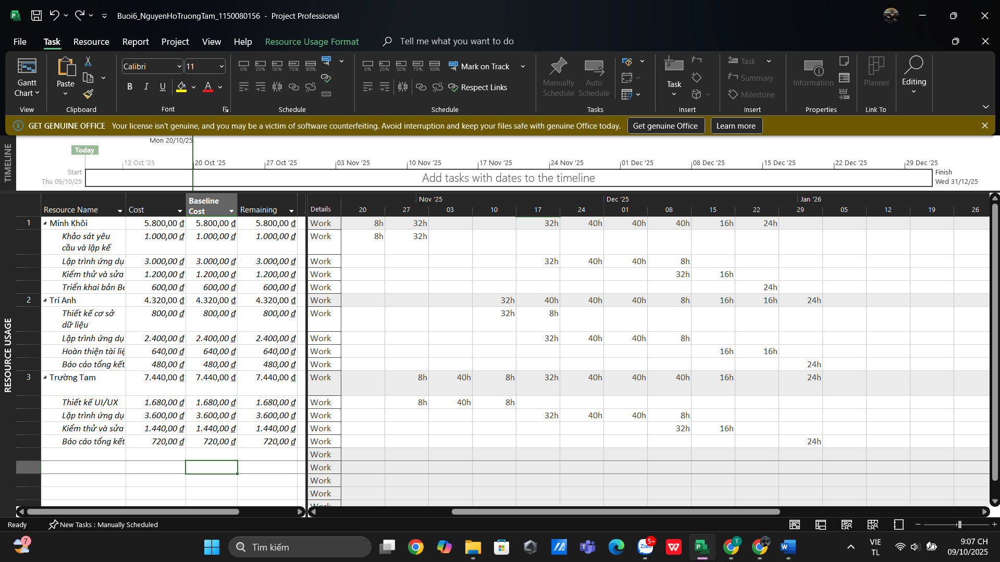 Buoi6_NguyenHoTruongTam_1150080156 - Project Professional
File Task Resource Report Project View Help Resource Usage Format Tell me what you want to do
Gantt Chart
View
Paste
Clipboard
Calibri 11
B I U A
Font
0% 25% 50% 75% 100%
Schedule
0% 25% 50% 75% 100% Mark on Track
Respect Links
Schedule
Manually Schedule
Auto Schedule
Tasks
Task
Insert
Task
Summary
Milestone
Insert
Information
Properties
Planner
Link To
Editing
GET GENUINE OFFICE Your license isn't genuine, and you may be a victim of software counterfeiting. Avoid interruption and keep your files safe with genuine Office today. Get genuine Office Learn more
TIMELINE
Mon 20/10/25
Today
13 Oct '25 20 Oct '25 27 Oct '25 03 Nov '25 10 Nov '25 17 Nov '25 24 Nov '25 01 Dec '25 08 Dec '25 15 Dec '25 22 Dec '25 29 Dec '25
Start
Thu 09/10/25
Add tasks with dates to the timeline
Finish
Wed 31/12/25
RESOURCE USAGE
Resource Name Cost Baseline Cost Remaining Details
Nov '25 Dec '25 Jan '26
20 27 03 10 17 24 01 08 15 22 29 05 12 19 26
1 Minh Khôi 5.800,00 ₫ 5.800,00 ₫ 5.800,00 ₫ Work 8h 32h 32h 40h 40h 40h 16h 24h
Khảo sát yêu cầu và lập kế 1.000,00 ₫ 1.000,00 ₫ 1.000,00 ₫ Work 8h 32h
Lập trình ứng dụ 3.000,00 ₫ 3.000,00 ₫ 3.000,00 ₫ Work 32h 40h 40h 8h
Kiểm thử và sửa 1.200,00 ₫ 1.200,00 ₫ 1.200,00 ₫ Work 32h 16h
Triển khai bản Be 600,00 ₫ 600,00 ₫ 600,00 ₫ Work 24h
2 Trí Anh 4.320,00 ₫ 4.320,00 ₫ 4.320,00 ₫ Work 32h 40h 40h 40h 8h 16h 16h 24h
Thiết kế cơ sở dữ liệu 800,00 ₫ 800,00 ₫ 800,00 ₫ Work 32h 8h
Lập trình ứng dụ 2.400,00 ₫ 2.400,00 ₫ 2.400,00 ₫ Work 32h 40h 40h 8h
Hoàn thiện tài liệ 640,00 ₫ 640,00 ₫ 640,00 ₫ Work 16h 16h
Báo cáo tổng kết 480,00 ₫ 480,00 ₫ 480,00 ₫ Work 24h
3 Trường Tam 7.440,00 ₫ 7.440,00 ₫ 7.440,00 ₫ Work 8h 40h 8h 32h 40h 40h 40h 16h 24h
Thiết kế UI/UX 1.680,00 ₫ 1.680,00 ₫ 1.680,00 ₫ Work 8h 40h 8h
Lập trình ứng dụ 3.600,00 ₫ 3.600,00 ₫ 3.600,00 ₫ Work 32h 40h 40h 8h
Kiểm thử và sửa 1.440,00 ₫ 1.440,00 ₫ 1.440,00 ₫ Work 32h 16h
Báo cáo tổng kết 720,00 ₫ 720,00 ₫ 720,00 ₫ Work 24h
Work
Work
Work
Work
Work
Ready New Tasks : Manually Scheduled
7
Tìm kiếm
Zalo 5+
VIE
TL
9:07 CH
09/10/2025